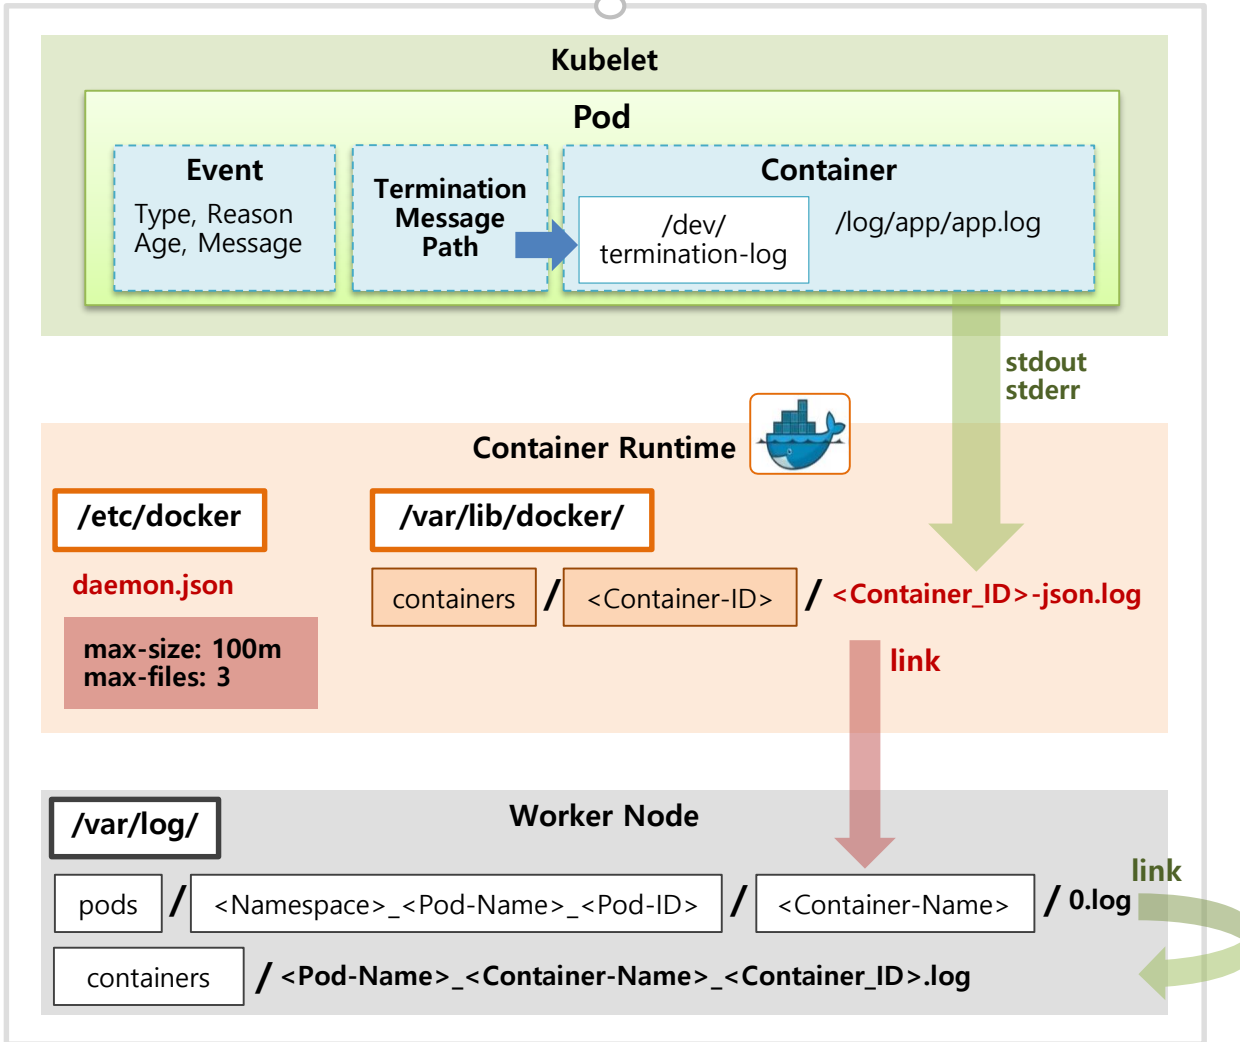 Kubelet
Pod
Event
Type, Reason
Age, Message
Termination
Message
Path
Container
/dev/
termination-log
/log/app/app.log
stdout
stderr
Container Runtime
/etc/docker
/var/lib/docker/
daemon.json
containers / <Container-ID> / <Container_ID>-json.log
max-size: 100m
max-files: 3
link
Worker Node
/var/log/
link
pods / <Namespace>_<Pod-Name>_<Pod-ID> / <Container-Name> / 0.log
containers / <Pod-Name>_<Container-Name>_<Container_ID>.log